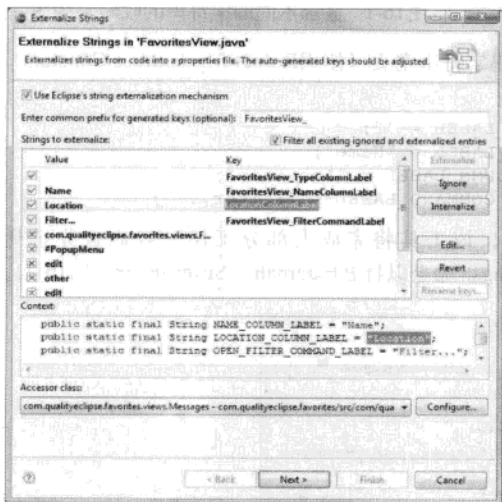 Externalize Strings
Externalize Strings in 'FavoritesView.java'
Externalizes strings from code into a properties file. The auto-generated keys should be adjusted.
Use Eclipse's string externalization mechanism
Enter common prefix for generated keys (optional): FavoritesView_
Strings to externalize:
Filter all existing ignored and externalized entries
Value Key
FavoritesView_TypeColumnLabel
Name FavoritesView_NameColumnLabel
Location LocationColumnLabel
Filter... FavoritesView_FilterCommandLabel
com.qualityeclipse.favorites.views.F...
#PopupMenu
edit
other
edit
Externalize
Ignore
Internalize
Edit...
Revert
Rename keys...
Context:
public static final String NAME_COLUMN_LABEL = "Name";
public static final String LOCATION_COLUMN_LABEL = "Location";
public static final String OPEN_FILTER_COMMAND_LABEL = "Filter...";
Accessor class:
com.qualityeclipse.favorites.views.Messages - com.qualityeclipse.favorites/src/com/qua Configure...
< Back Next > Finish Cancel